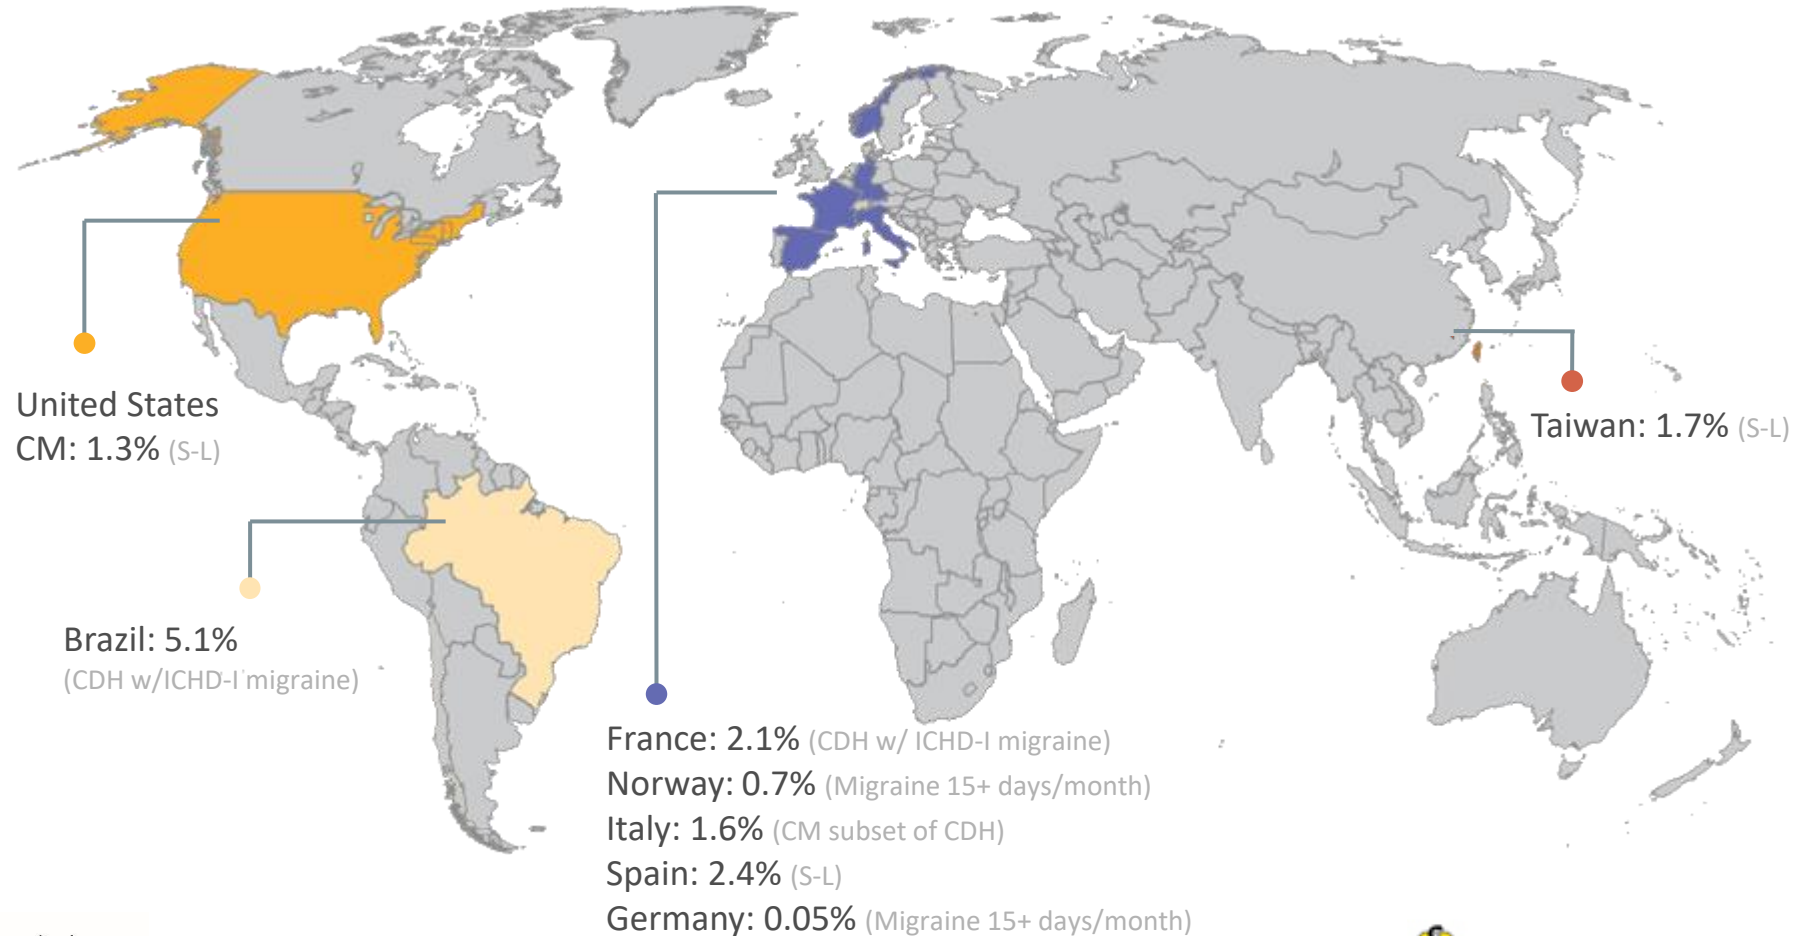 United States
CM: 1.3% (S-L)
Taiwan: 1.7% (S-L)
Brazil: 5.1%
(CDH w/ICHD-I migraine)
France: 2.1% (CDH w/ ICHD-I migraine)
Norway: 0.7% (Migraine 15+ days/month)
Italy: 1.6% (CM subset of CDH)
Spain: 2.4% (S-L)
Germany: 0.05% (Migraine 15+ days/month)